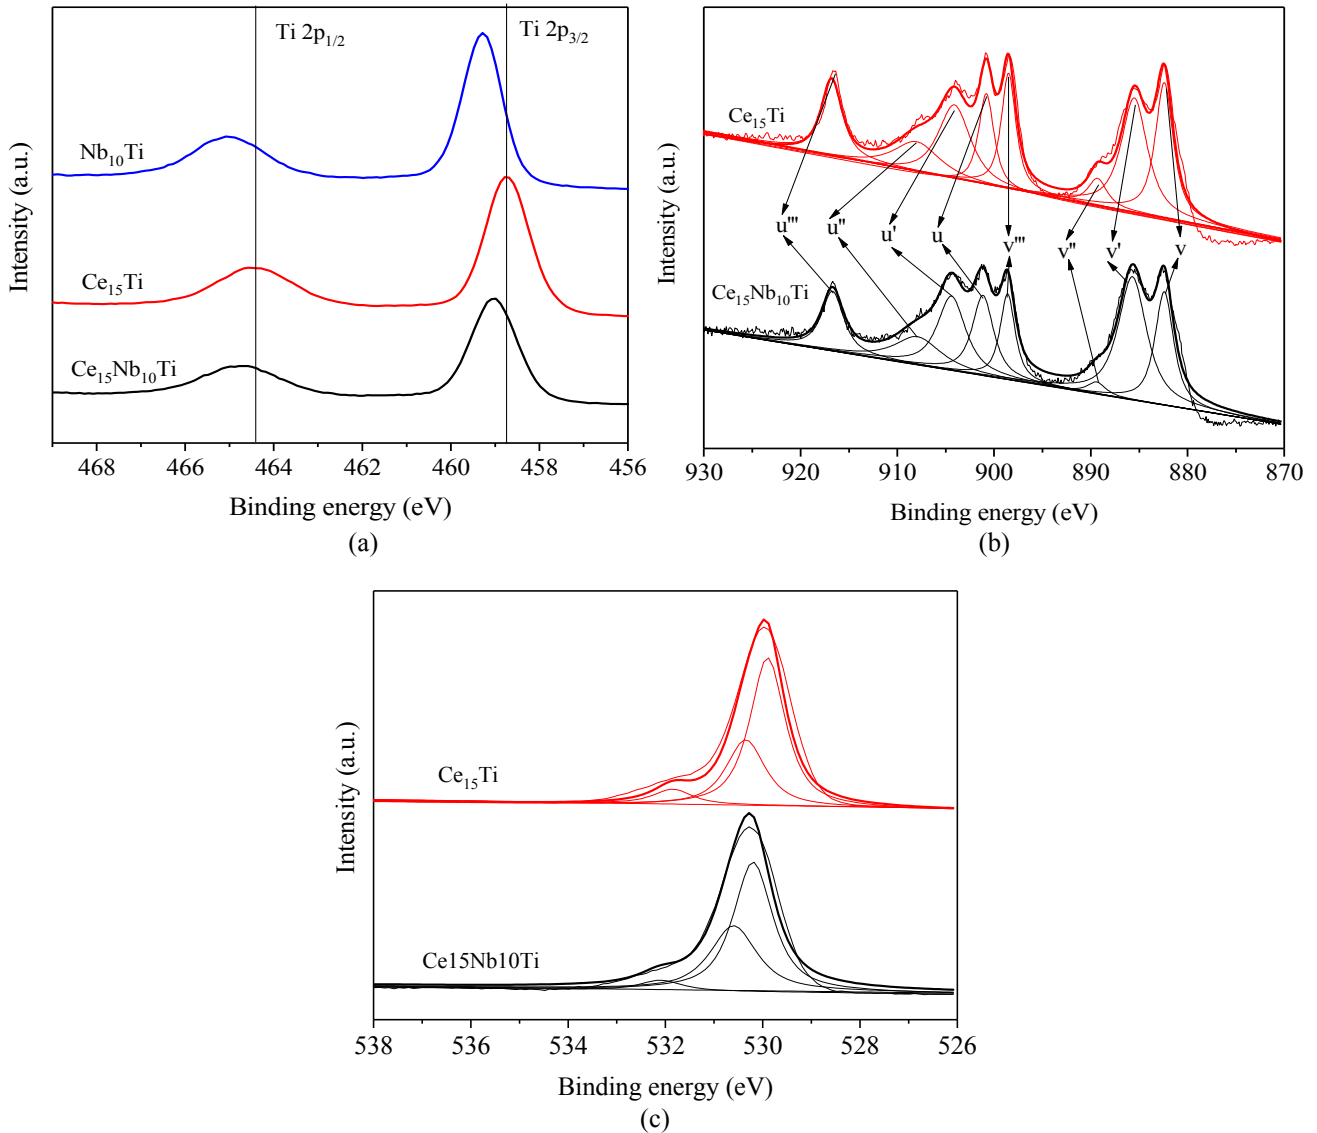 Ti 2p1/2
Ti 2p3/2
Nb10Ti
Ce15Ti
Ce15Nb10Ti
Intensity (a.u.)
468 466 464 462 460 458 456
Binding energy (eV)
(a)
Ce15Ti
u''' u'' u' u v''' v'' v' v
Ce15Nb10Ti
Intensity (a.u.)
930 920 910 900 890 880 870
Binding energy (eV)
(b)
Ce15Ti
Ce15Nb10Ti
Intensity (a.u.)
538 536 534 532 530 528 526
Binding energy (eV)
(c)